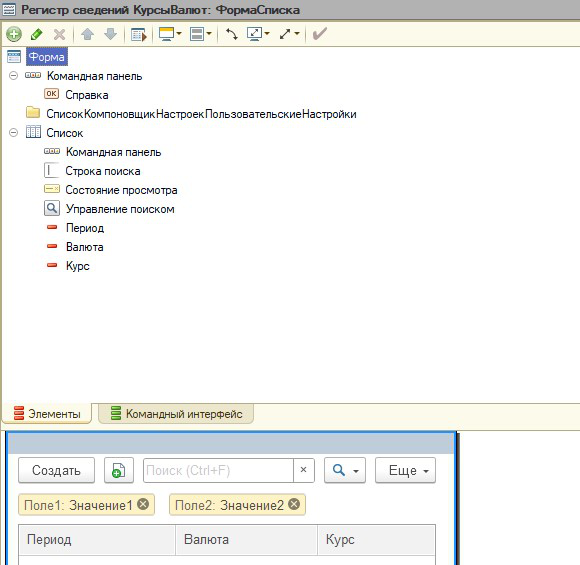 Регистр сведений КурсыВалют: ФормаСписка
Форма
Командная панель
OK Справка
СписокКомпоновщикНастроекПользовательскиеНастройки
Список
Командная панель
Строка поиска
Состояние просмотра
Управление поиском
Период
Валюта
Курс
Элементы Командный интерфейс
Создать Поиск (Ctrl+F) × Еще
Поле1: Значение1 Поле2: Значение2
Период Валюта Курс